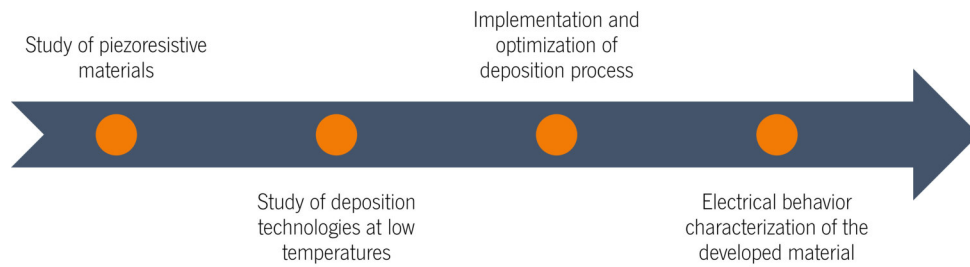 Study of piezoresistive
materials
Study of deposition
technologies at low
temperatures
Implementation and
optimization of
deposition process
Electrical behavior
characterization of the
developed material